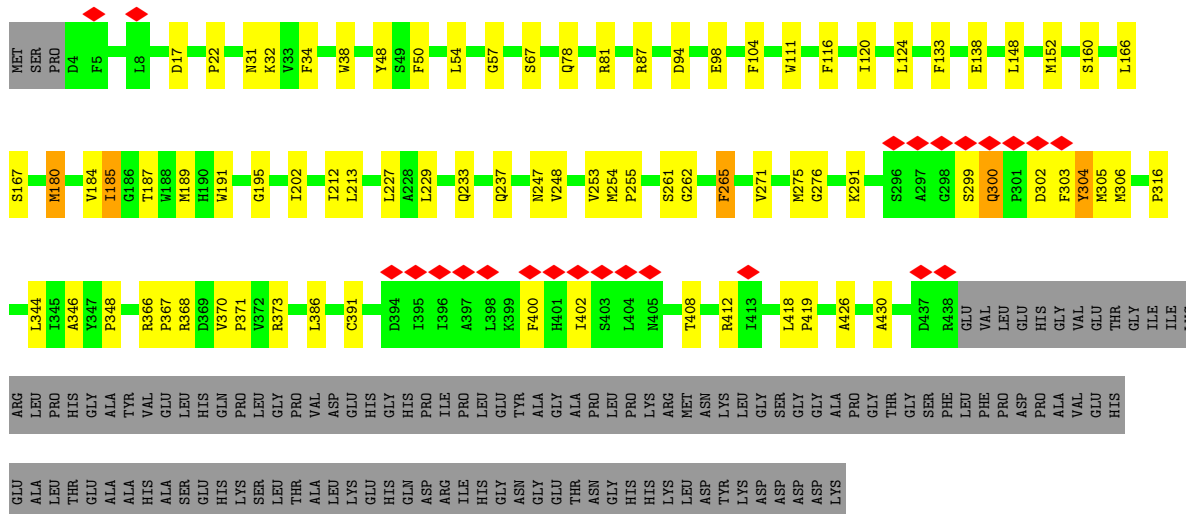 MET SER PRO D4 F5 L8 D17 P22 N31 K32 V33 F34 W38 Y48 S49 F50 L54 G57 S67 Q78 R81 R87 D94 E98 F104 W111 F116 I120 L124 F133 E138 L148 M152 S160 L166
S167 M180 V184 I185 G186 T187 W188 M189 H190 W191 G195 I202 I212 L213 L227 A228 L229 Q233 Q237 N247 V248 V253 M254 P255 S261 G262 F265 V271 M275 G276 K291 S296 A297 G298 S299 Q300 P301 D302 F303 Y304 M305 M306 P316
L344 I345 A346 Y347 P348 R366 P367 R368 D369 V370 P371 V372 R373 L386 C391 D394 I395 I396 A397 L398 K399 F400 H401 I402 S403 L404 N405 T408 R412 I413 L418 P419 A426 A430 D437 R438 GLU VAL LEU GLU HIS GLY VAL GLU THR GLY ILE ILE
ARG LEU PRO HIS GLY ALA TYR VAL GLU LEU HIS GLN PRO LEU GLY PRO VAL ASP GLU HIS GLY HIS PRO ILE PRO LEU GLU TYR ALA GLY ALA PRO LEU PRO LYS ARG MET ASN LYS LEU GLY SER GLY GLY ALA PRO GLY THR GLY SER PHE LEU PHE PRO ASP PRO ALA VAL GLU HIS
GLU ALA LEU THR GLU ALA ALA HIS ALA SER GLU HIS LYS SER LEU THR ALA LEU LYS GLU HIS GLN ASP ARG ILE HIS GLY ASN GLY GLU THR ASN GLY HIS HIS LYS LEU ASP TYR LYS ASP ASP ASP ASP LYS